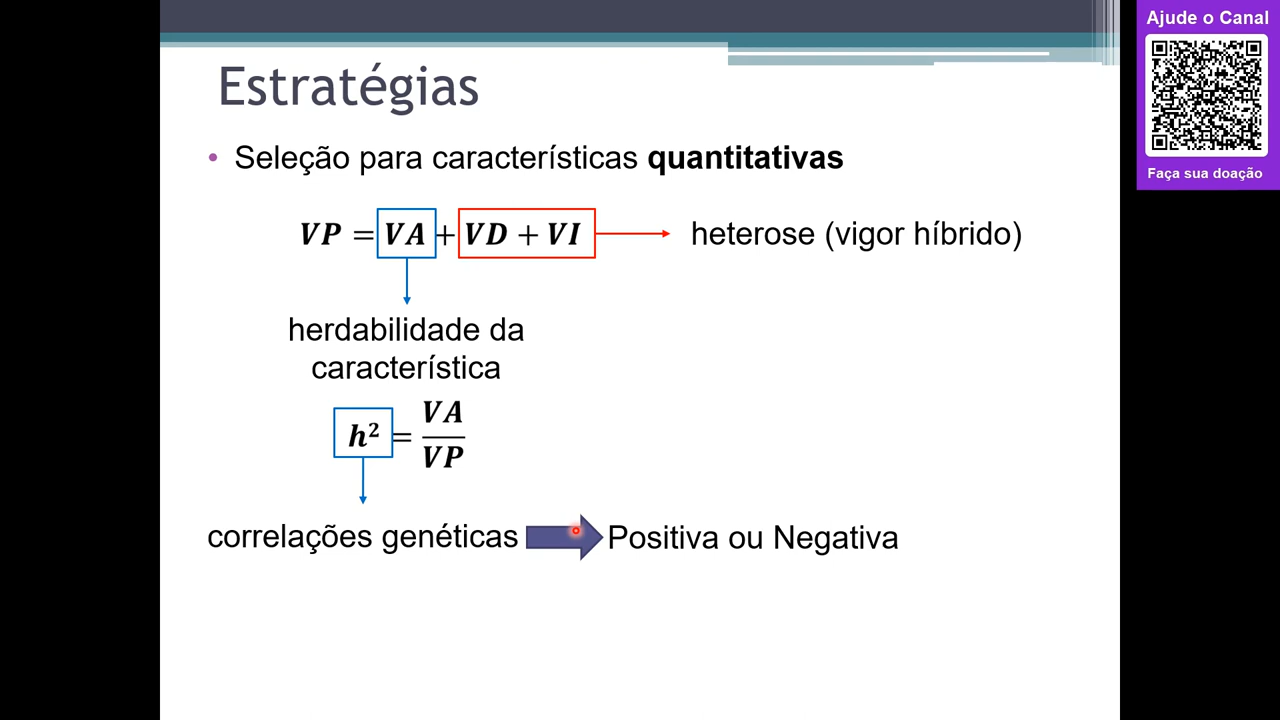 Ajude o Canal
Estratégias
• Seleção para características quantitativas
VP = VA + VD + VI
heterose (vigor híbrido)
herdabilidade da
característica
h² = VA / VP
correlações genéticas
Positiva ou Negativa
Faça sua doação